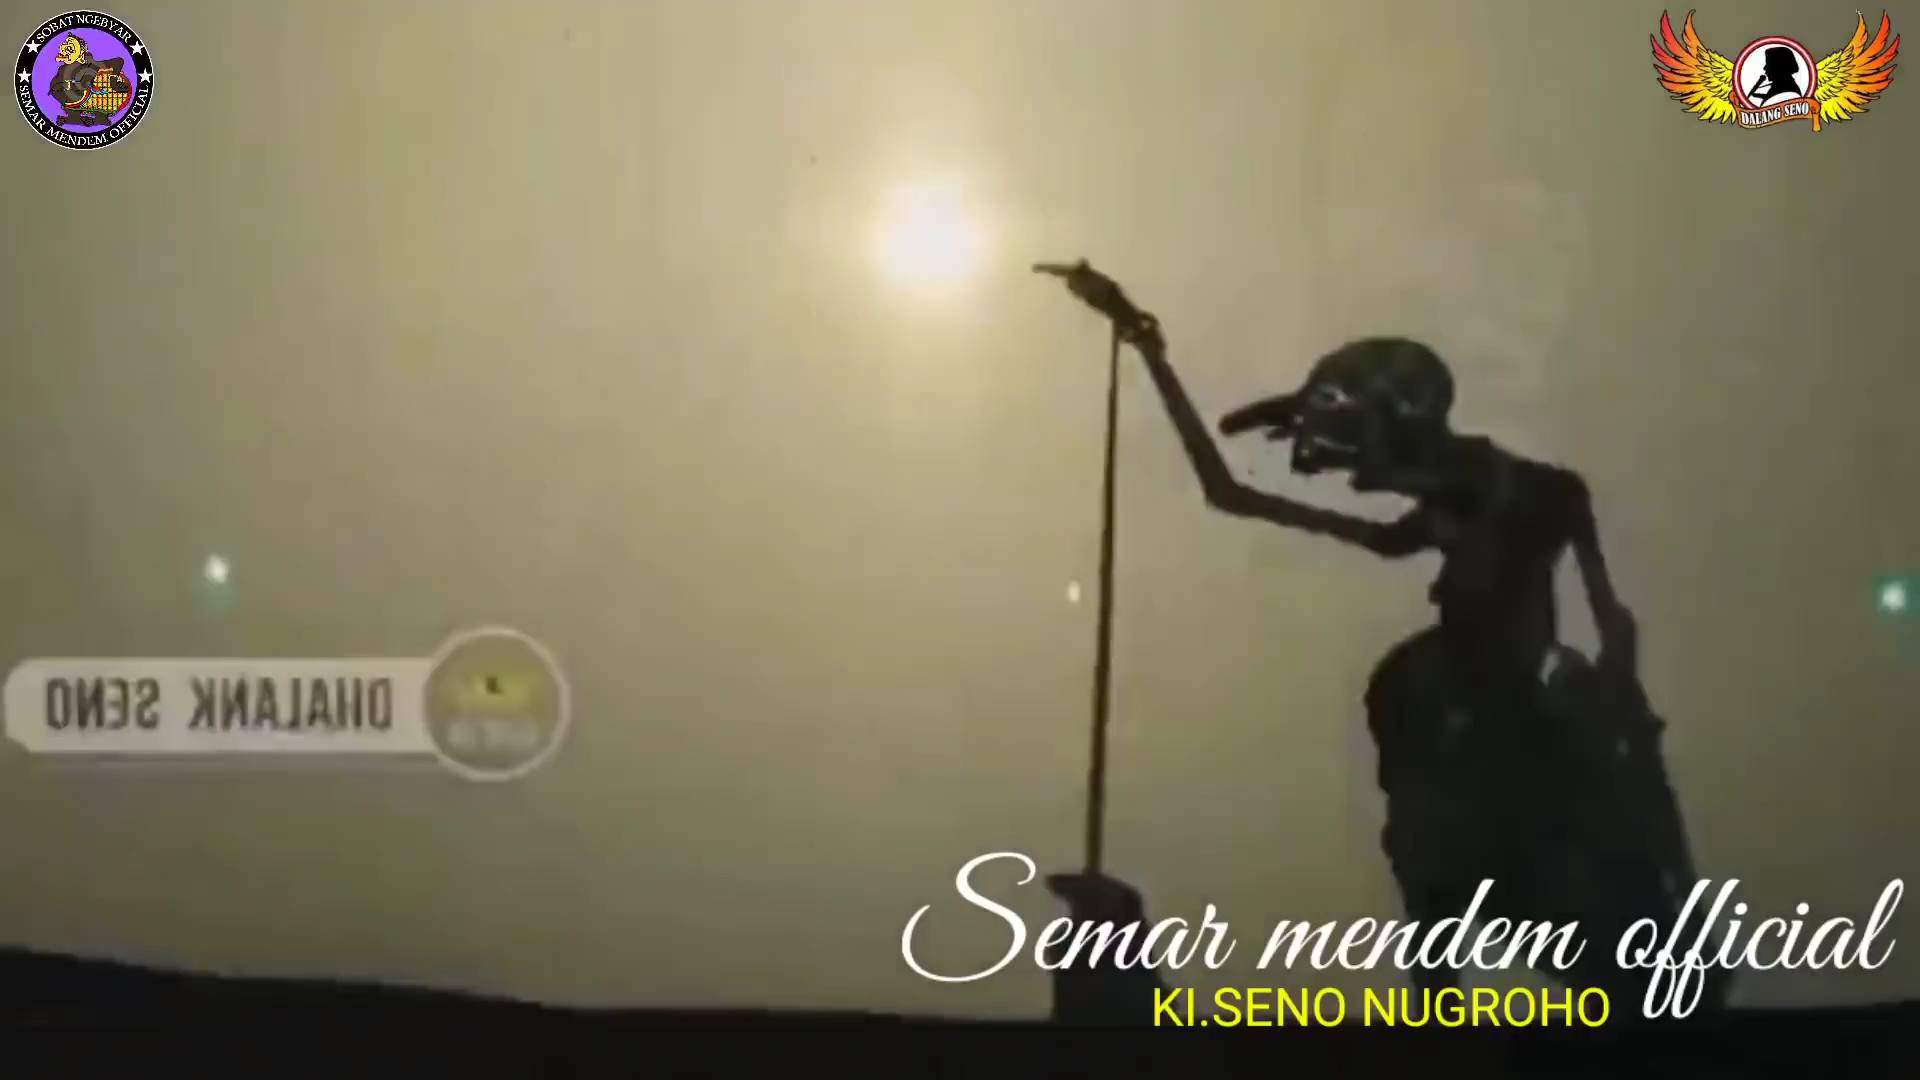 SOBAT NGEBYAR
SEMAR MENDEM OFFICIAL
DALANG SENO
DHALANK SENO
Semar mendem official
KI.SENO NUGROHO